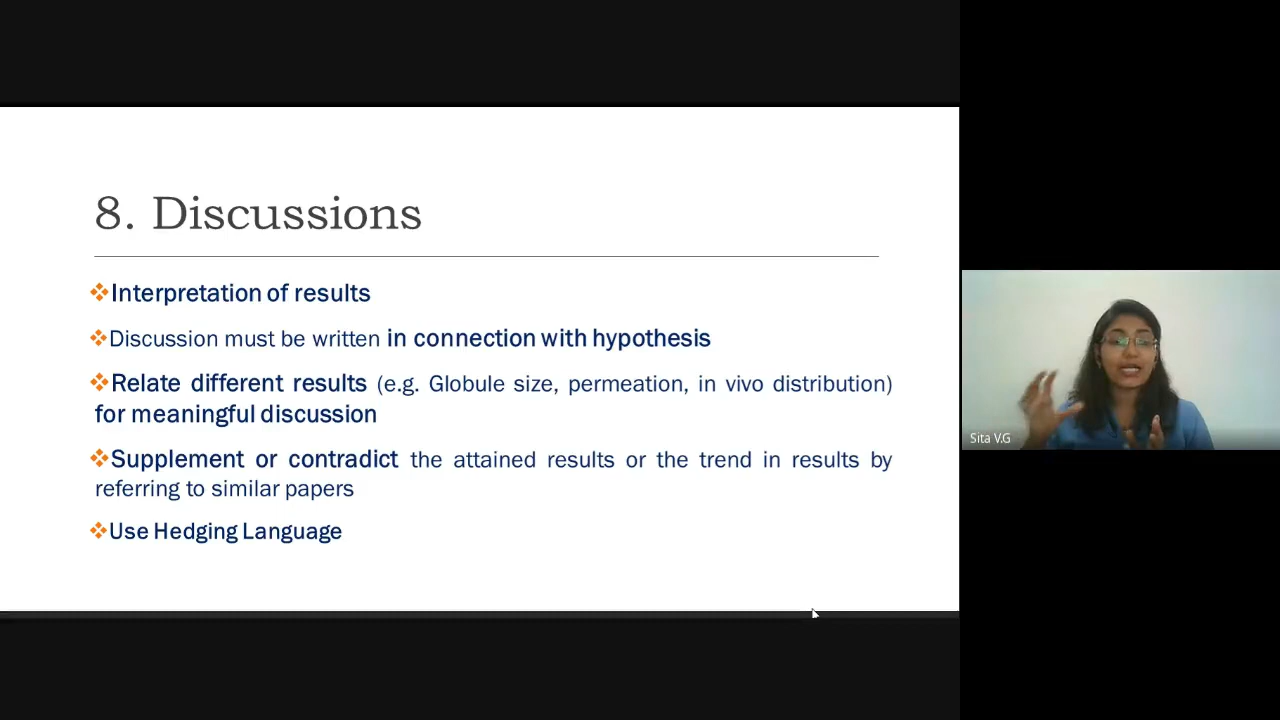 8. Discussions
❖Interpretation of results
❖Discussion must be written in connection with hypothesis
❖Relate different results (e.g. Globule size, permeation, in vivo distribution)
for meaningful discussion
❖Supplement or contradict the attained results or the trend in results by
referring to similar papers
❖Use Hedging Language
Sita V.G